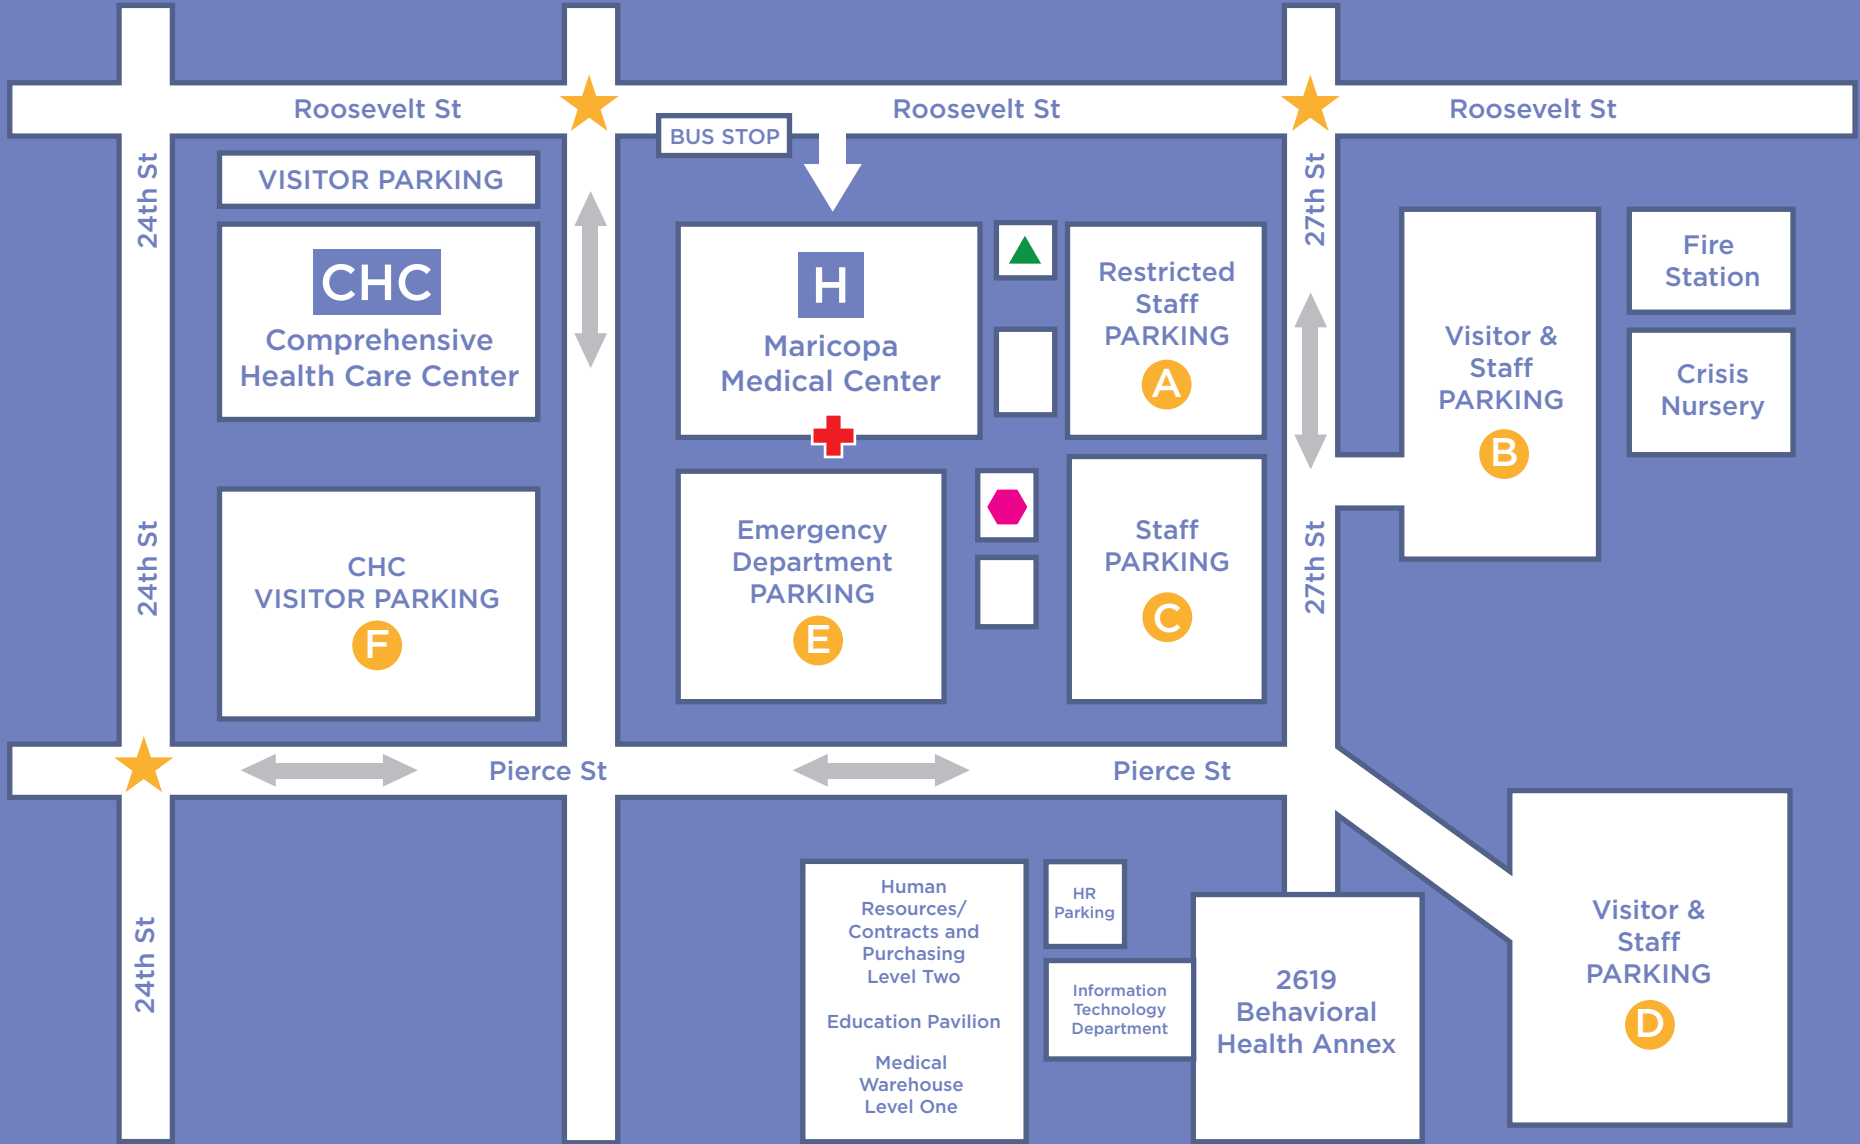 Roosevelt St
Roosevelt St
Roosevelt St
BUS STOP
24th St
VISITOR PARKING
CHC
Comprehensive
Health Care Center
H
Maricopa
Medical Center
Restricted
Staff
PARKING
A
27th St
Visitor &
Staff
PARKING
B
Fire
Station
Crisis
Nursery
24th St
CHC
VISITOR PARKING
F
Emergency
Department
PARKING
E
Staff
PARKING
C
27th St
Pierce St
Pierce St
24th St
Human
Resources/
Contracts and
Purchasing
Level Two
Education Pavilion
Medical
Warehouse
Level One
HR
Parking
Information
Technology
Department
2619
Behavioral
Health Annex
Visitor &
Staff
PARKING
D